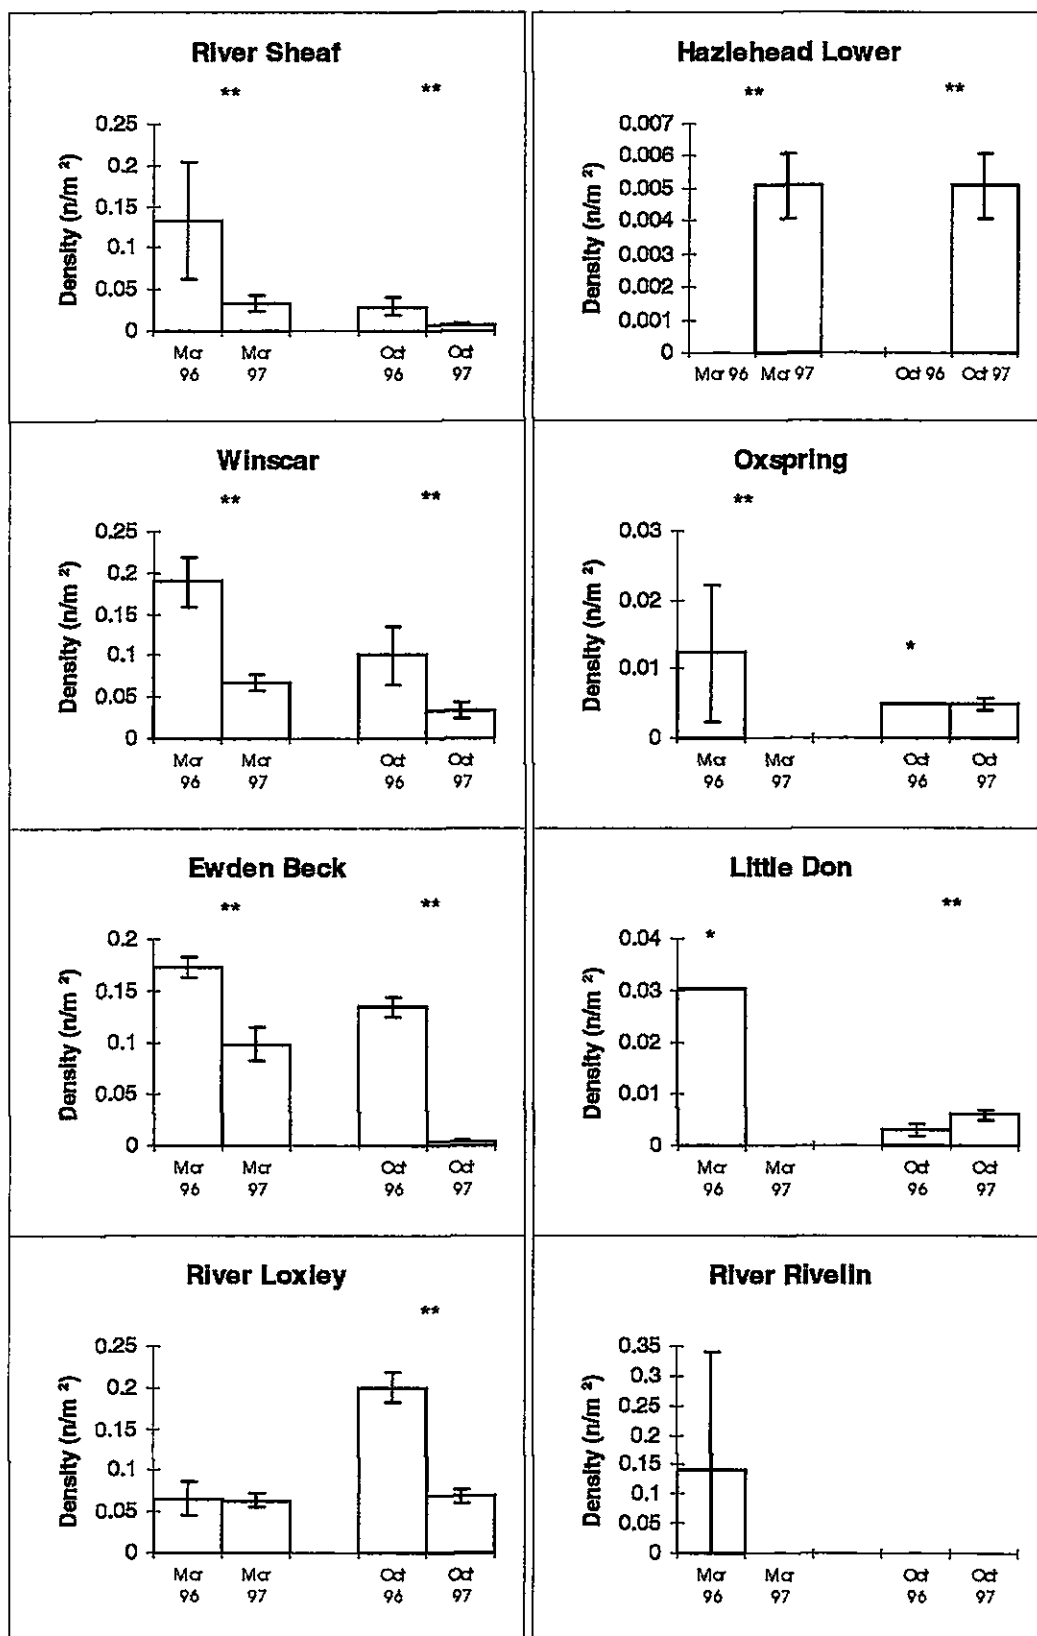 River Sheaf
** **
Density (n/m ²)
0.25
0.2
0.15
0.1
0.05
0
Mar 96
Mar 97
Oct 96
Oct 97
Hazlehead Lower
** **
Density (n/m ²)
0.007
0.006
0.005
0.004
0.003
0.002
0.001
0
Mar 96 Mar 97 Oct 96 Oct 97
Winscar
** **
Density (n/m ²)
0.25
0.2
0.15
0.1
0.05
0
Mar 96
Mar 97
Oct 96
Oct 97
Oxspring
**
*
Density (n/m ²)
0.03
0.02
0.01
0
Mar 96
Mar 97
Oct 96
Oct 97
Ewden Beck
** **
Density (n/m ²)
0.2
0.15
0.1
0.05
0
Mar 96
Mar 97
Oct 96
Oct 97
Little Don
**
*
Density (n/m ²)
0.04
0.03
0.02
0.01
0
Mar 96
Mar 97
Oct 96
Oct 97
River Loxley
**
Density (n/m ²)
0.25
0.2
0.15
0.1
0.05
0
Mar 96
Mar 97
Oct 96
Oct 97
River Rivelin
Density (n/m ²)
0.35
0.3
0.25
0.2
0.15
0.1
0.05
0
Mar 96
Mar 97
Oct 96
Oct 97